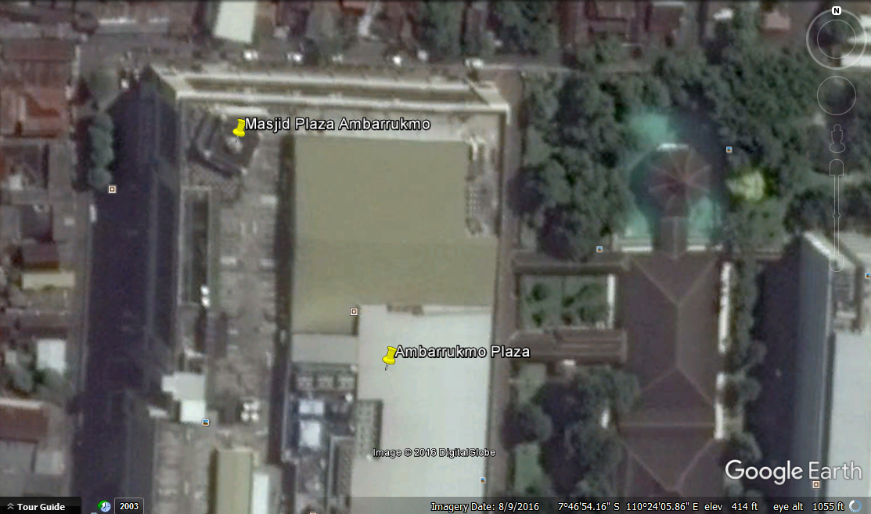 N
Masjid Plaza Ambarrukmo
Ambarrukmo Plaza
Image © 2016 DigitalGlobe
Google Earth
Tour Guide
2003
Imagery Date: 8/9/2016 7°46'54.16" S 110°24'05.86" E elev 414 ft eye alt 1055 ft